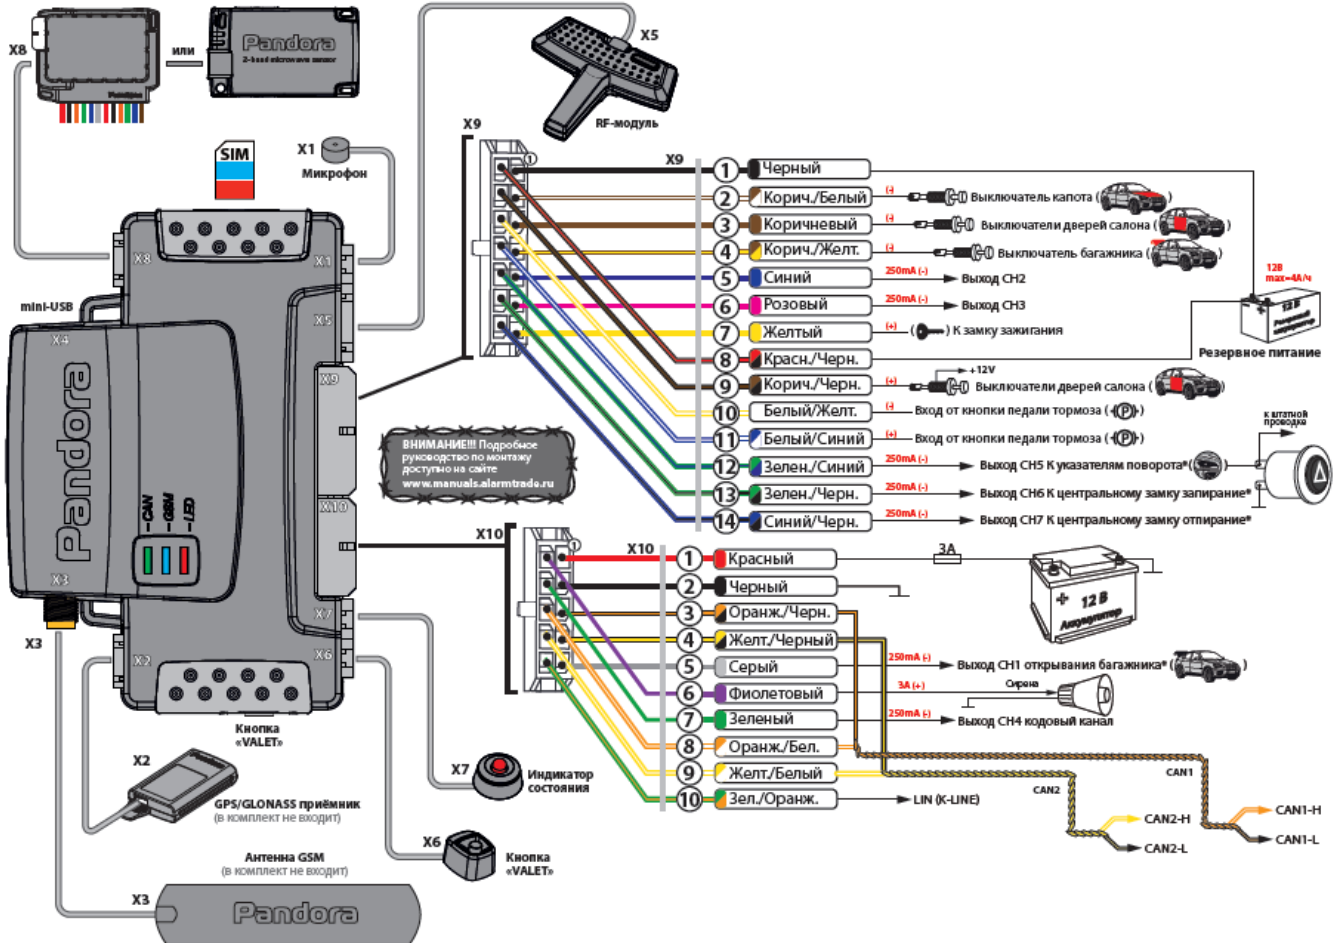 X8
или
Pandora
2-head microwave sensor
X5
RF-модуль
SIM
X1
Микрофон
X9
1
X9
1 Черный
2 Корич./Белый (-) Выключатель капота ( )
3 Коричневый (-) Выключатели дверей салона ( )
4 Корич./Желт. (-) Выключатель багажника ( )
5 Синий 250mA (-) Выход CH2
6 Розовый 250mA (-) Выход CH3
7 Желтый (+) ( ) К замку зажигания
8 Красн./Черн.
9 Корич./Черн. (+) +12V Выключатели дверей салона ( )
10 Белый/Желт. (-) Вход от кнопки педали тормоза ( (P) )
11 Белый/Синий (+) Вход от кнопки педали тормоза ( (P) )
12 Зелен./Синий 250mA (-) Выход CH5 К указателям поворота* ( )
13 Зелен./Черн. 250mA (-) Выход CH6 К центральному замку запирание*
14 Синий/Черн. 250mA (-) Выход CH7 К центральному замку отпирание*
12В
max=4A/ч
12 В
Резервный
аккумулятор
Резервное питание
к штатной
проводке
X8
X1
mini-USB
X5
X4
X9
Pandora
CAN
GSM
LED
X10
X3
X7
X3
X2
X6
ВНИМАНИЕ!!! Подробное
руководство по монтажу
доступно на сайте
www.manuals.alarmtrade.ru
X10
1
X10
1 Красный 3A
2 Черный
3 Оранж./Черн.
4 Желт./Черный
5 Серый 250mA (-) Выход CH1 открывания багажника* ( )
6 Фиолетовый 3A (+) Сирена
7 Зеленый 250mA (-) Выход CH4 кодовый канал
8 Оранж./Бел.
9 Желт./Белый
10 Зел./Оранж. LIN (K-LINE)
+ 12 В
Аккумулятор
CAN1
CAN2
CAN1-H
CAN2-H
CAN1-L
CAN2-L
Кнопка
«VALET»
X2
GPS/GLONASS приёмник
(в комплект не входит)
X7
Индикатор
состояния
X6
Кнопка
«VALET»
Антенна GSM
(в комплект не входит)
X3
Pandora